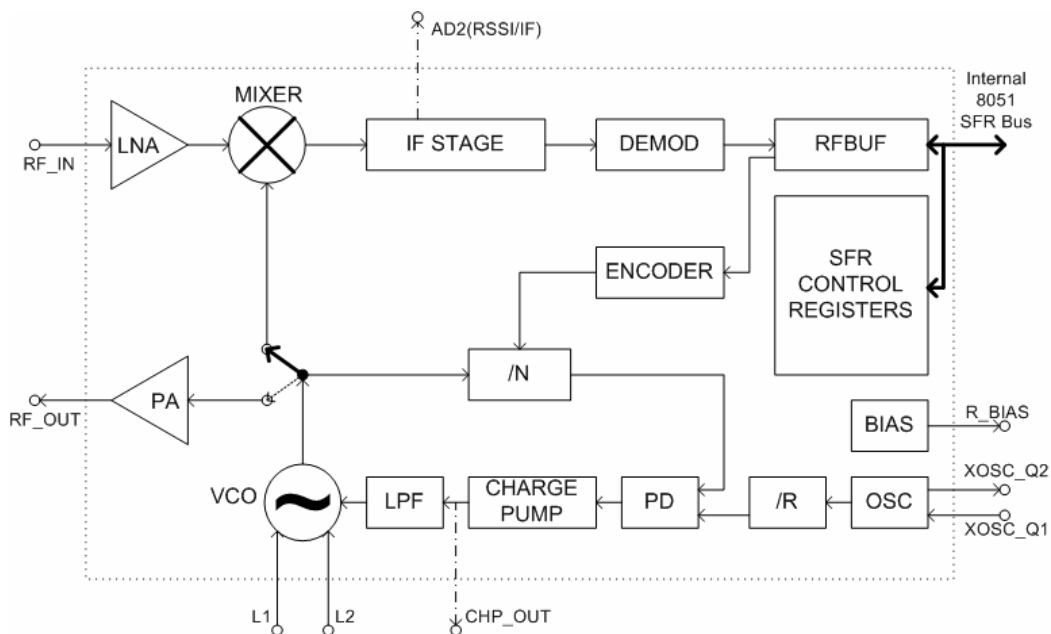 AD2(RSSI/IF)
Internal
8051
SFR Bus
MIXER
LNA
IF STAGE
DEMOD
RFBUF
RF_IN
ENCODER
SFR
CONTROL
REGISTERS
/N
PA
RF_OUT
BIAS
R_BIAS
VCO
LPF
CHARGE
PUMP
PD
/R
OSC
XOSC_Q2
XOSC_Q1
L1
L2
CHP_OUT